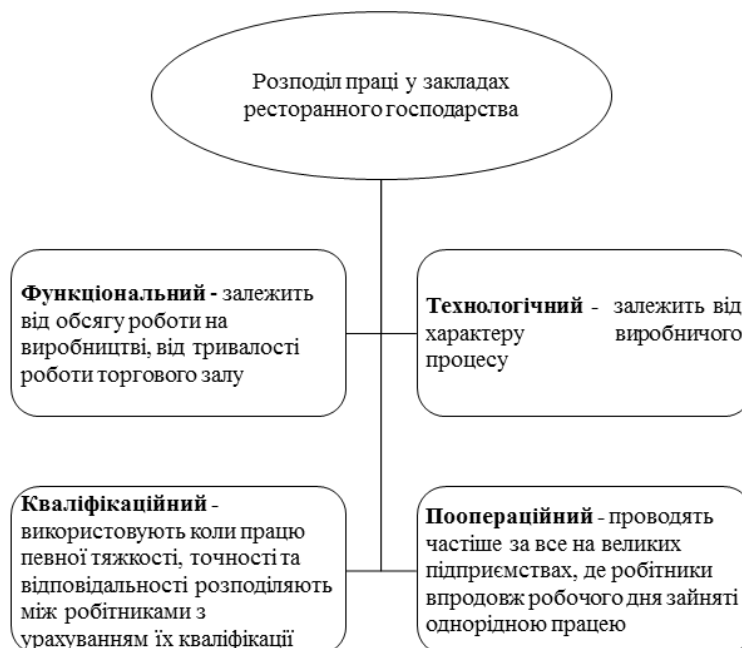 Розподіл праці у закладах
ресторанного господарства
Функціональний - залежить
від обсягу роботи на
виробництві, від тривалості
роботи торгового залу
Технологічний - залежить від
характеру виробничого
процесу
Кваліфікаційний -
використовують коли працю
певної тяжкості, точності та
відповідальності розподіляють
між робітниками з
урахуванням їх кваліфікації
Поопераційний - проводять
частіше за все на великих
підприємствах, де робітники
впродовж робочого дня зайняті
однорідною працею